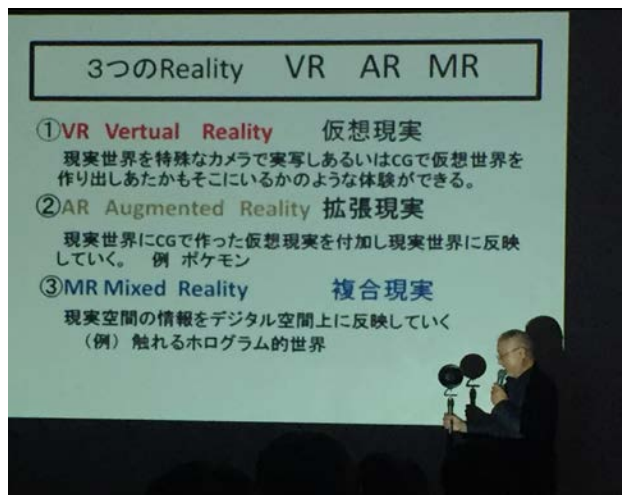 3つのReality VR AR MR
①VR Vertual Reality 仮想現実
現実世界を特殊なカメラで実写しあるいはCGで仮想世界を
作り出しあたかもそこにいるかのような体験ができる。
②AR Augmented Reality 拡張現実
現実世界にCGで作った仮想現実を付加し現実世界に反映
していく。 例 ポケモン
③MR Mixed Reality 複合現実
現実空間の情報をデジタル空間上に反映していく
（例）触れるホログラム的世界